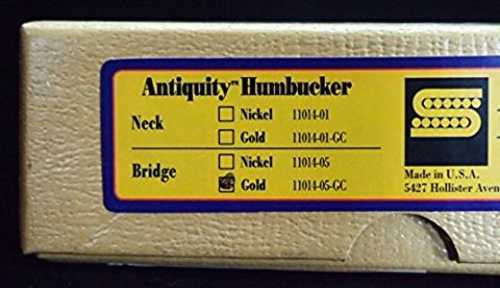 Antiquity™ Humbucker
Neck
Nickel 11014-01
Gold 11014-01-GC
Bridge
Nickel 11014-05
Gold 11014-05-GC
Made in U.S.A.
5427 Hollister